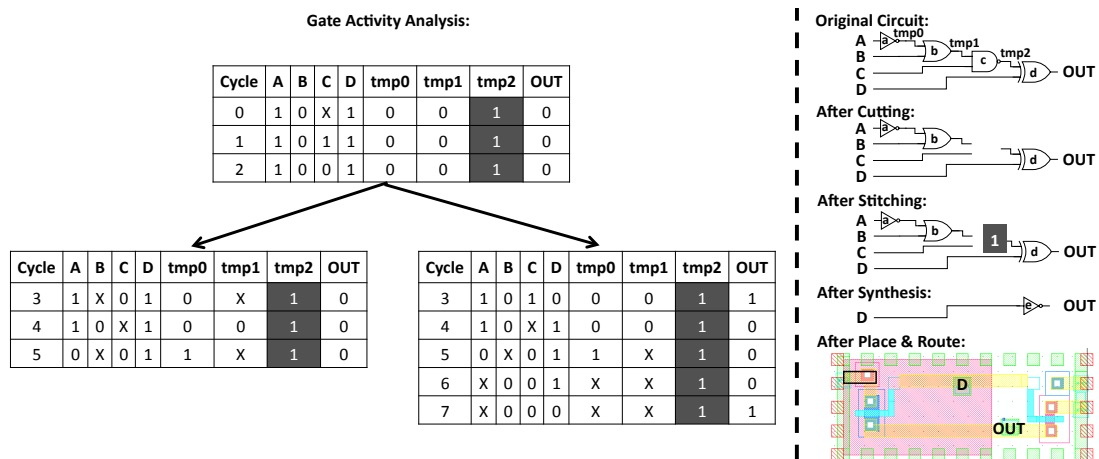 Gate Activity Analysis:
Cycle A B C D tmp0 tmp1 tmp2 OUT
0 1 0 X 1 0 0 1 0
1 1 0 1 1 0 0 1 0
2 1 0 0 1 0 0 1 0
Cycle A B C D tmp0 tmp1 tmp2 OUT
3 1 X 0 1 0 X 1 0
4 1 0 X 1 0 0 1 0
5 0 X 0 1 1 X 1 0
Cycle A B C D tmp0 tmp1 tmp2 OUT
3 1 0 1 0 0 0 1 1
4 1 0 X 1 0 0 1 0
5 0 X 0 1 1 X 1 0
6 X 0 0 1 X X 1 0
7 X 0 0 0 X X 1 1
Original Circuit:
A a tmp0 tmp1 tmp2
B b c
C d OUT
D
After Cutting:
A a
B b
C d OUT
D
After Stitching:
A a
B b 1
C d OUT
D
After Synthesis:
D e OUT
After Place & Route:
D
OUT